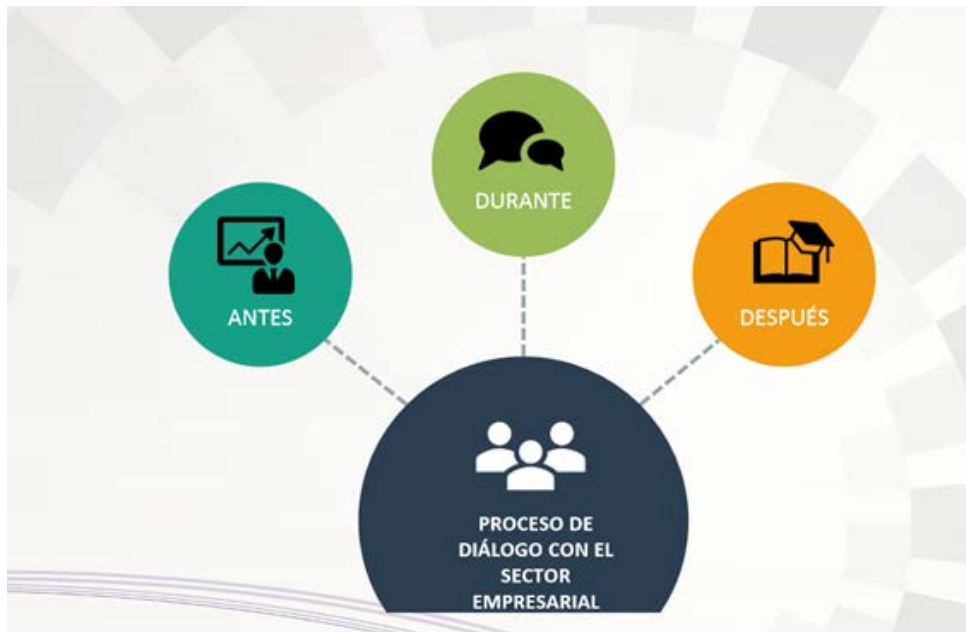 DURANTE
ANTES
DESPUÉS
PROCESO DE
DIÁLOGO CON EL
SECTOR
EMPRESARIAL